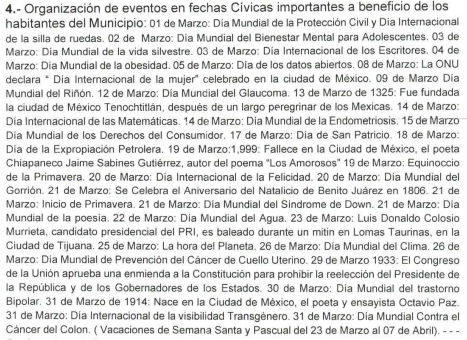 4.- Organización de eventos en fechas Cívicas importantes a beneficio de los
habitantes del Municipio: 01 de Marzo: Día Mundial de la Protección Civil y Día Internacional
de la silla de ruedas. 02 de Marzo: Día Mundial del Bienestar Mental para Adolescentes. 03 de
Marzo: Día Mundial de la vida silvestre. 03 de Marzo: Día Internacional de los Escritores. 04 de
Marzo: Día Mundial de la obesidad. 05 de Marzo: Día de los datos abiertos. 08 de Marzo: La ONU
declara " Día Internacional de la mujer" celebrado en la ciudad de México. 09 de Marzo Día
Mundial del Riñón. 12 de Marzo: Día Mundial del Glaucoma. 13 de Marzo de 1325: Fue fundada
la ciudad de México Tenochtitlán, después de un largo peregrinar de los Mexicas. 14 de Marzo:
Día Internacional de las Matemáticas. 14 de Marzo: Día Mundial de la Endometriosis. 15 de Marzo
Día Mundial de los Derechos del Consumidor. 17 de Marzo: Día de San Patricio. 18 de Marzo:
Día de la Expropiación Petrolera. 19 de Marzo:1,999: Fallece en la Ciudad de México, el poeta
Chiapaneco Jaime Sabines Gutiérrez, autor del poema "Los Amorosos" 19 de Marzo: Equinoccio
de la Primavera. 20 de Marzo: Día Internacional de la Felicidad. 20 de Marzo: Día Mundial del
Gorrión. 21 de Marzo: Se Celebra el Aniversario del Natalicio de Benito Juárez en 1806. 21 de
Marzo: Inicio de Primavera. 21 de Marzo: Día Mundial del Síndrome de Down. 21 de Marzo: Día
Mundial de la poesía. 22 de Marzo: Día Mundial del Agua. 23 de Marzo: Luis Donaldo Colosio
Murrieta, candidato presidencial del PRI, es baleado durante un mitin en Lomas Taurinas, en la
Ciudad de Tijuana. 25 de Marzo: La hora del Planeta. 26 de Marzo: Día Mundial del Clima. 26 de
Marzo: Día Mundial de Prevención del Cáncer de Cuello Uterino. 29 de Marzo 1933: El Congreso
de la Unión aprueba una enmienda a la Constitución para prohibir la reelección del Presidente de
la República y de los Gobernadores de los Estados. 30 de Marzo: Día Mundial del trastorno
Bipolar. 31 de Marzo de 1914: Nace en la Ciudad de México, el poeta y ensayista Octavio Paz.
31 de Marzo: Día Internacional de la visibilidad Transgénero. 31 de Marzo: Día Mundial Contra el
Cáncer del Colon. ( Vacaciones de Semana Santa y Pascual del 23 de Marzo al 07 de Abril). - - -